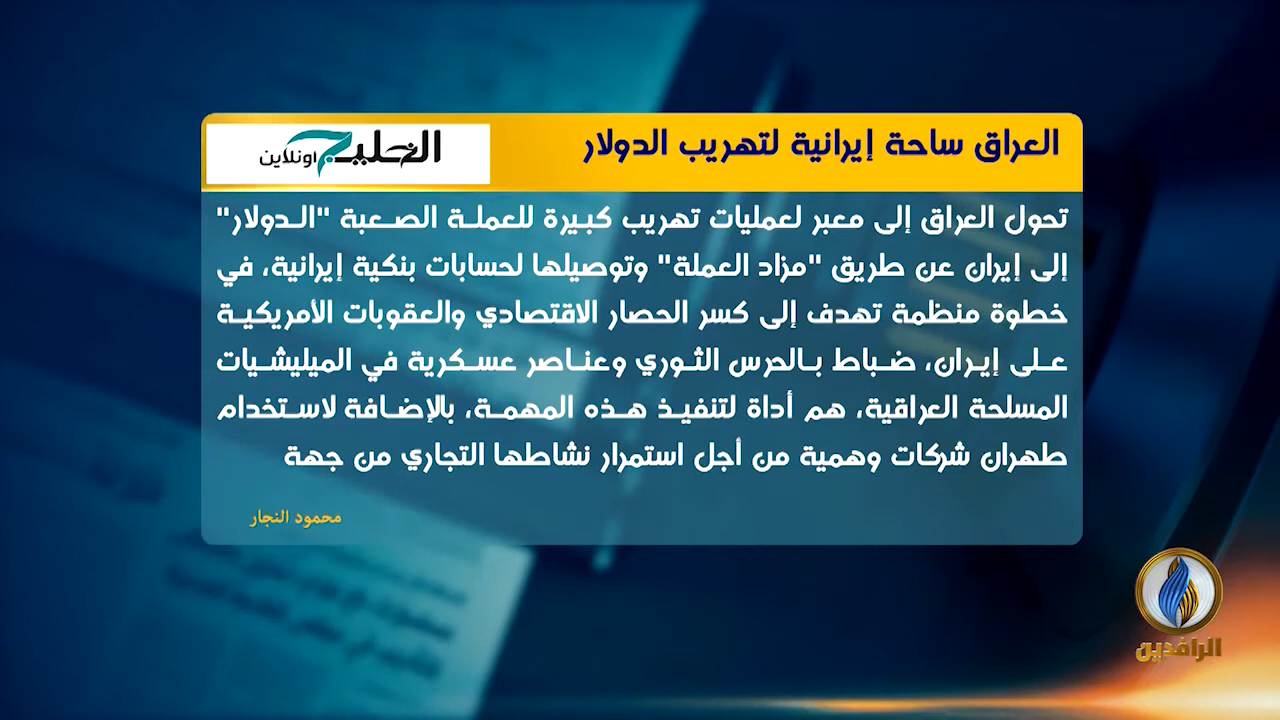 العراق ساحة إيرانية لتهريب الدولار
الخليج اونلاين
تحول العراق إلى معبر لعمليات تهريب كبيرة للعملة الصعبة "الدولار"
إلى إيران عن طريق "مزاد العملة" وتوصيلها لحسابات بنكية إيرانية، في
خطوة منظمة تهدف إلى كسر الحصار الاقتصادي والعقوبات الأمريكية
على إيران، ضباط بالحرس الثوري وعناصر عسكرية في الميليشيات
المسلحة العراقية، هم أداة لتنفيذ هذه المهمة، بالإضافة لاستخدام
طهران شركات وهمية من أجل استمرار نشاطها التجاري من جهة
محمود النجار
الرافدين